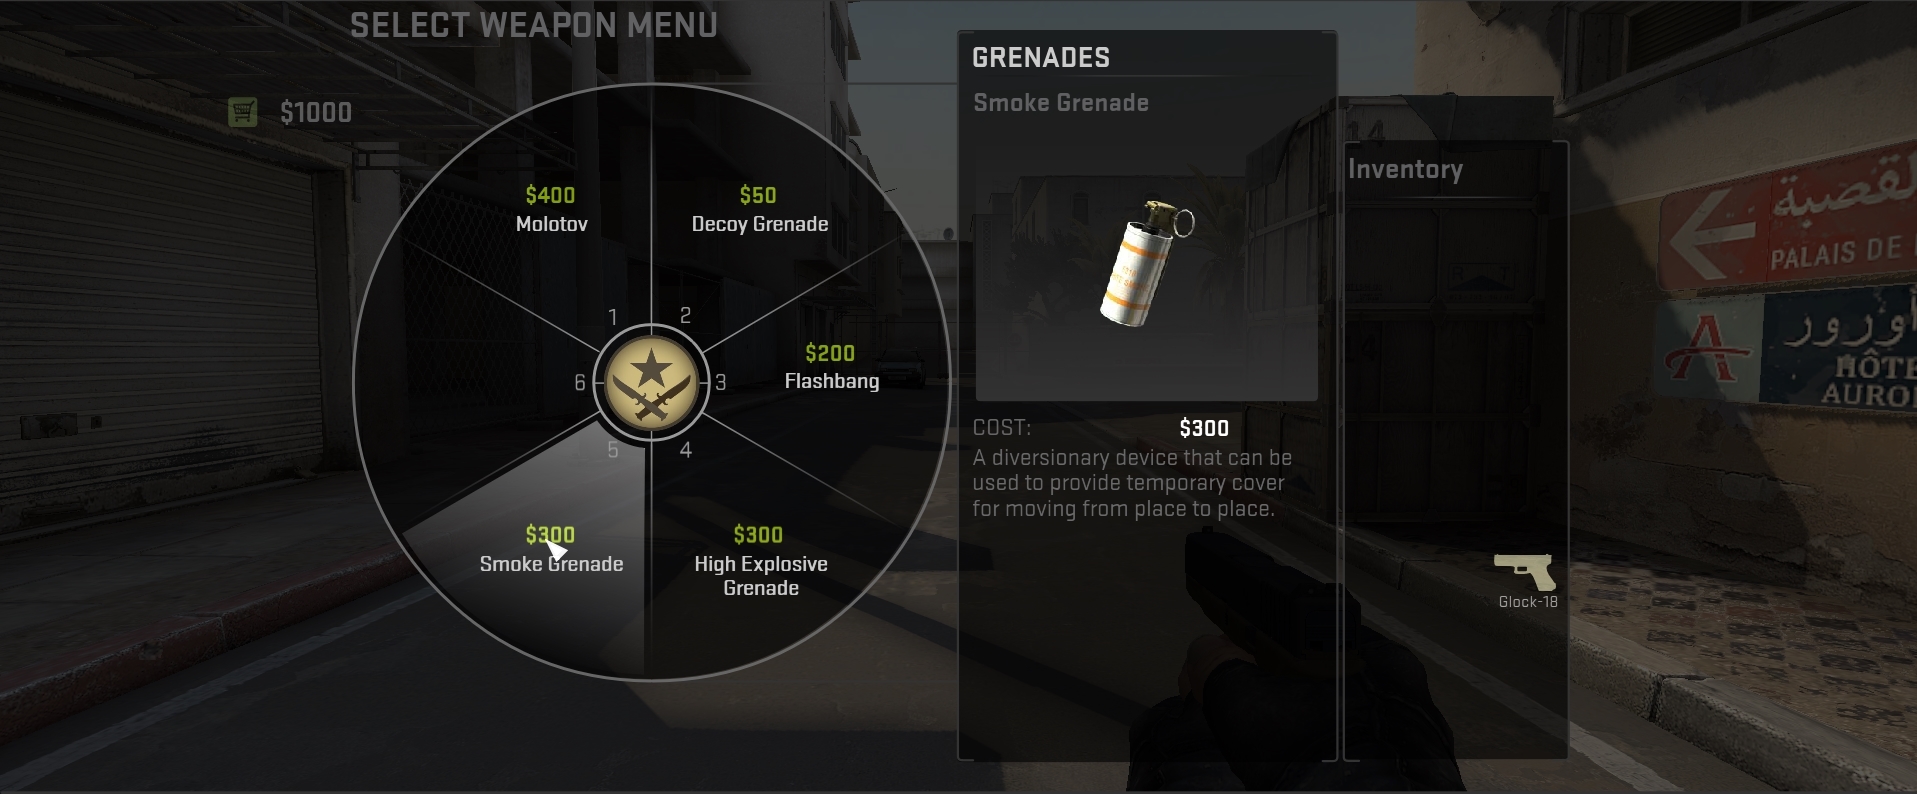 SELECT WEAPON MENU
$1000
$400
Molotov
$50
Decoy Grenade
$200
Flashbang
1
2
3
4
5
6
$300
Smoke Grenade
$300
High Explosive
Grenade
GRENADES
Smoke Grenade
COST: $300
A diversionary device that can be
used to provide temporary cover
for moving from place to place.
Inventory
Glock-18
القصبة
PALAIS DE
A
أورور
HÔTE
AURO